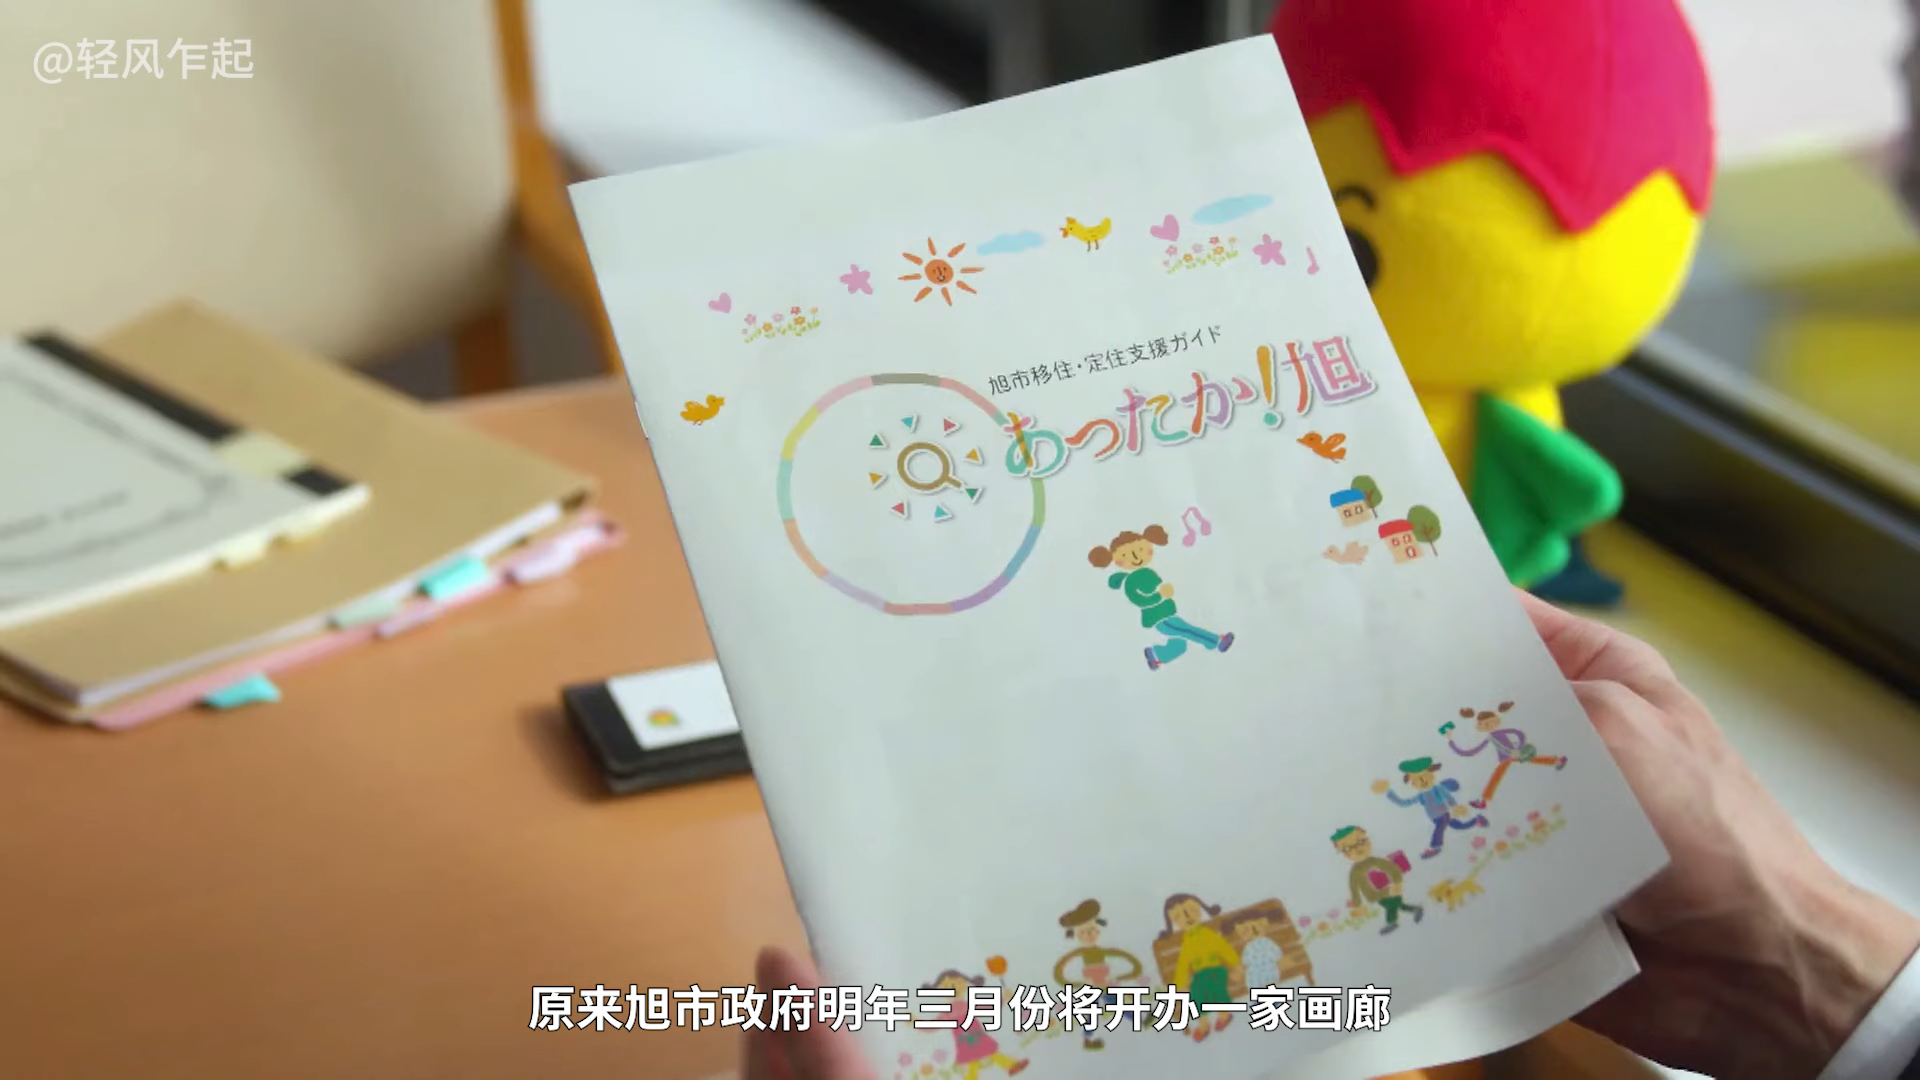 @轻风乍起
旭市移住・定住支援ガイド
あったか!旭
原来旭市政府明年三月份将开办一家画廊